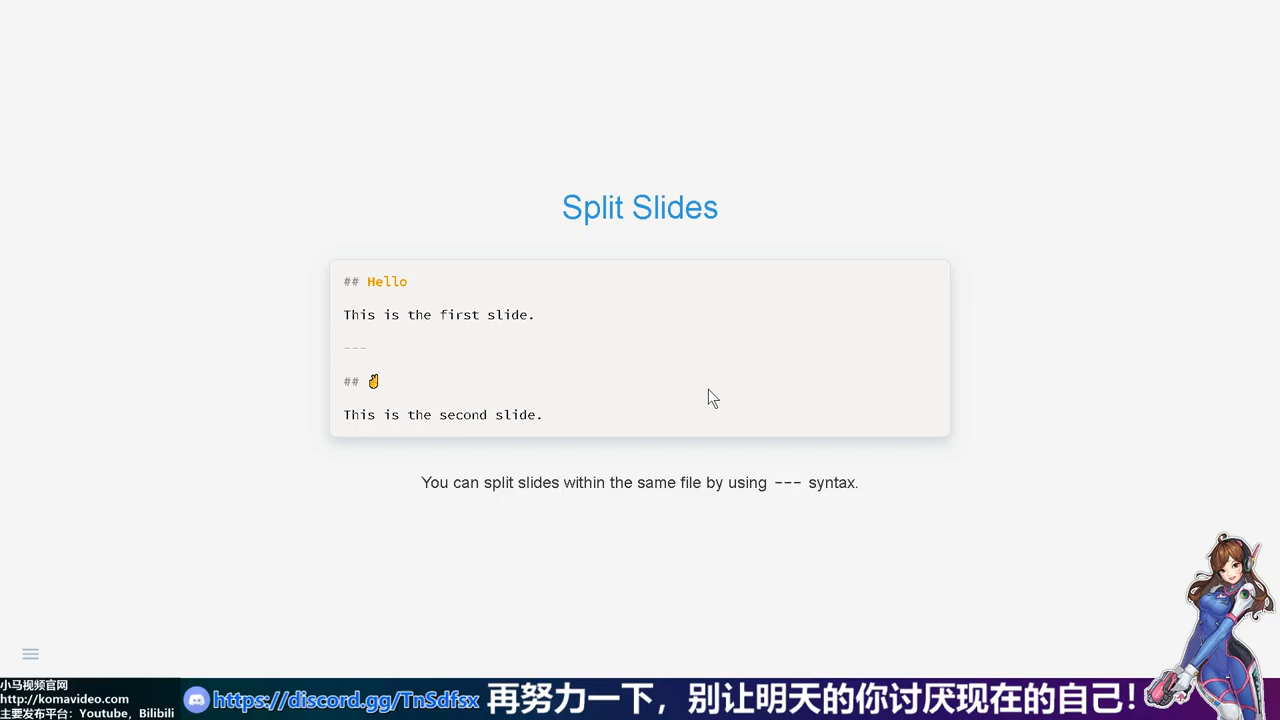 Split Slides
## Hello
This is the first slide.
---
## ✌
This is the second slide.
You can split slides within the same file by using --- syntax.
小马视频官网
http://komavideo.com
主要发布平台：Youtube，Bilibili
https://discord.gg/TnSdfsx 再努力一下，别让明天的你讨厌现在的自己！